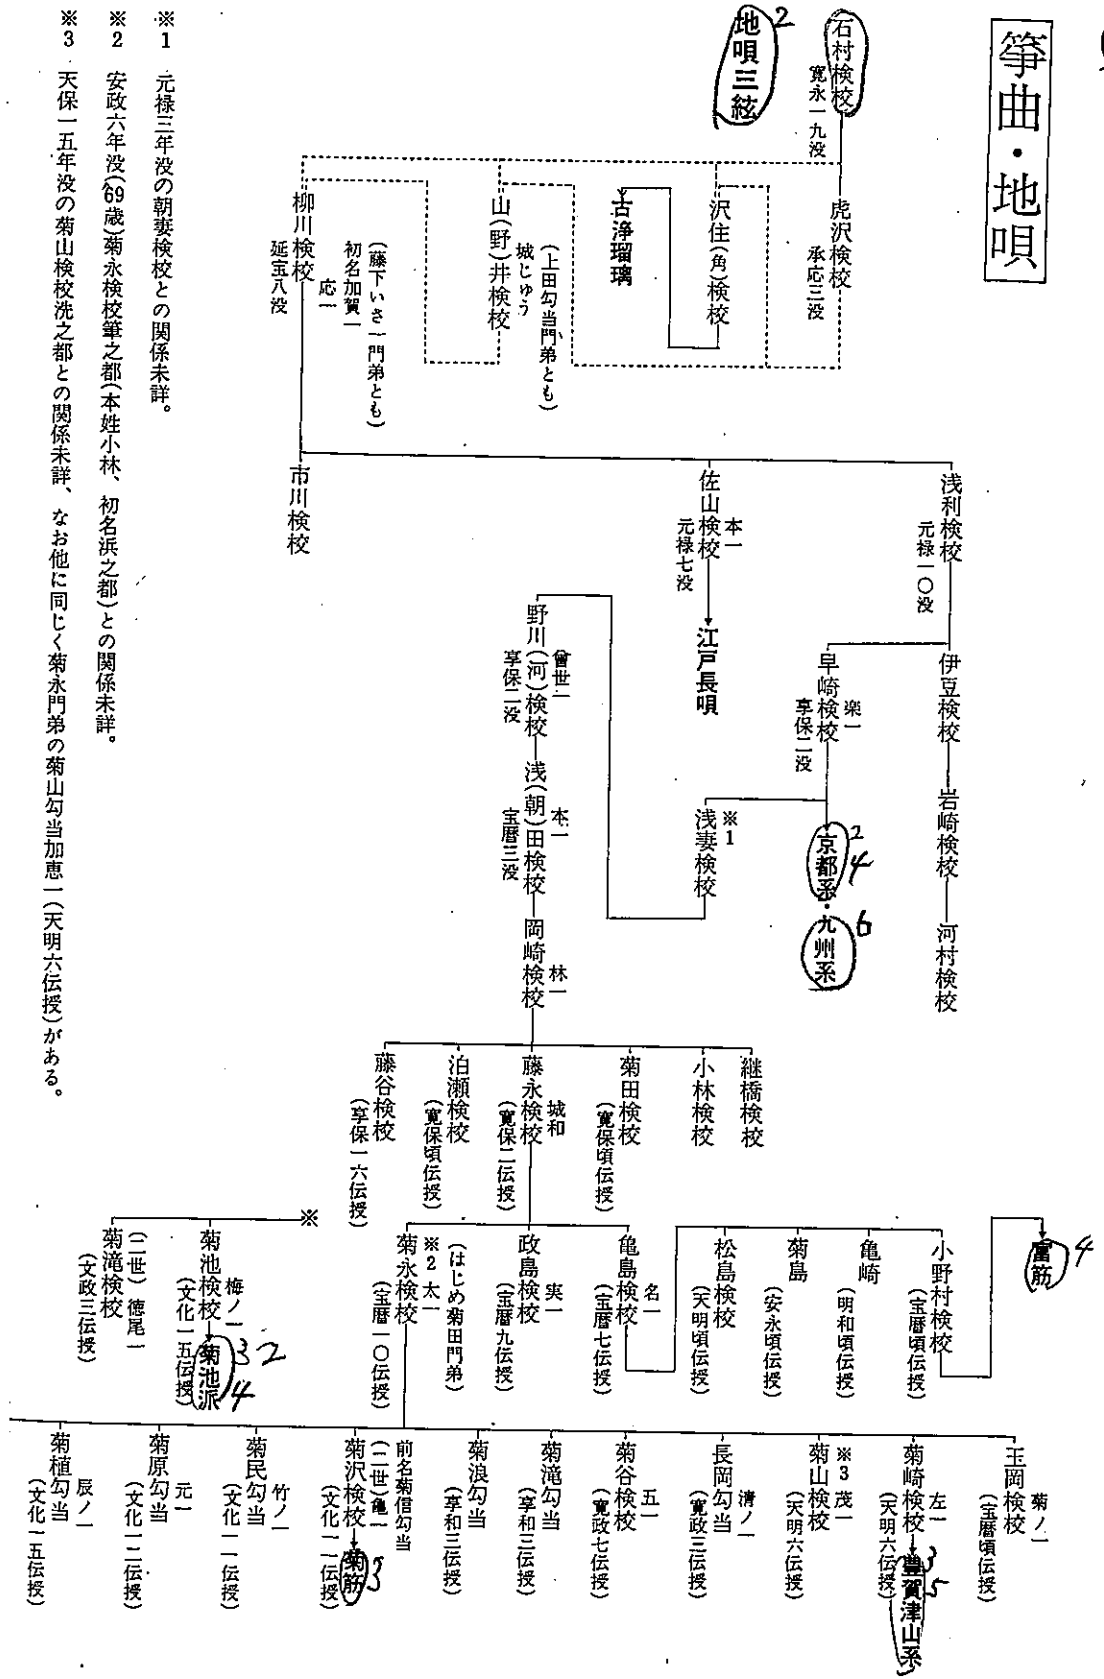 箏曲・地唄
石村検校
寛永一九没
2
地唄三絃
虎沢検校
承応三没
沢住(角)検校
古浄瑠璃
山(野)井検校
城じゅう
(上田勾当門弟とも)
柳川検校
延宝八没
応一
初名加賀一
(藤下いさ一門弟とも)
浅利検校
元禄一〇没
佐山検校
本一
元禄七没
江戸長唄
市川検校
伊豆検校
岩崎検校
河村検校
早崎検校
楽一
享保二没
京都系・九州系
2
4
6
浅妻検校
※1
野川(河)検校
曾世二
享保二没
浅(朝)田検校
本一
宝暦三没
岡崎検校
林一
継橋検校
小林検校
菊田検校
(寛保頃伝授)
藤永検校
城和
(寛保二伝授)
泊瀬検校
(寛保頃伝授)
藤谷検校
(享保一六伝授)
富筋
4
小野村検校
(宝暦頃伝授)
亀崎
(明和頃伝授)
菊島
(安永頃伝授)
松島検校
(天明頃伝授)
亀島検校
名一
(宝暦七伝授)
政島検校
実一
(宝暦九伝授)
菊永検校
※2 太一
(はじめ菊田門弟)
(宝暦一〇伝授)
※
菊池検校
梅ノ一
(文化一五伝授)
菊池派
3 2
4
菊滝検校
(二世)徳尾一
(文政三伝授)
玉岡検校
菊ノ一
(宝暦頃伝授)
菊崎検校
左一
(天明六伝授)
豊賀津山系
3
5
菊山検校
※3 茂一
(天明六伝授)
長岡勾当
清ノ一
(寛政三伝授)
菊谷検校
五一
(寛政七伝授)
菊滝勾当
(享和三伝授)
菊浪勾当
(享和三伝授)
菊沢検校
前名菊信勾当
(二世)亀一
(文化一一伝授)
菊筋
3
菊民勾当
竹ノ一
(文化一一伝授)
菊原勾当
元一
(文化一二伝授)
菊植勾当
辰ノ一
(文化一五伝授)
※1 元禄三年没の朝妻検校との関係未詳。
※2 安政六年没(69歳)菊永検校筆之都(本姓小林、初名浜之都)との関係未詳。
※3 天保一五年没の菊山検校洗之都との関係未詳、なお他に同じく菊永門弟の菊山勾当加恵一(天明六伝授)がある。